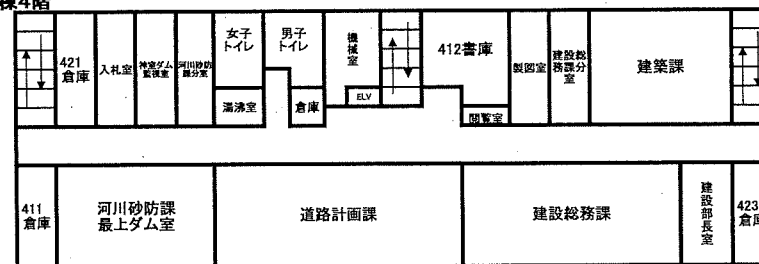 棟4階
421
倉庫
入札室
神室ダム
監視室
河川砂防
課分室
女子
トイレ
湯沸室
男子
トイレ
倉庫
機械室
ELV
412書庫
閲覧室
製図室
建設総
務課分
室
建築課
411
倉庫
河川砂防課
最上ダム室
道路計画課
建設総務課
建設部長室
423
倉庫